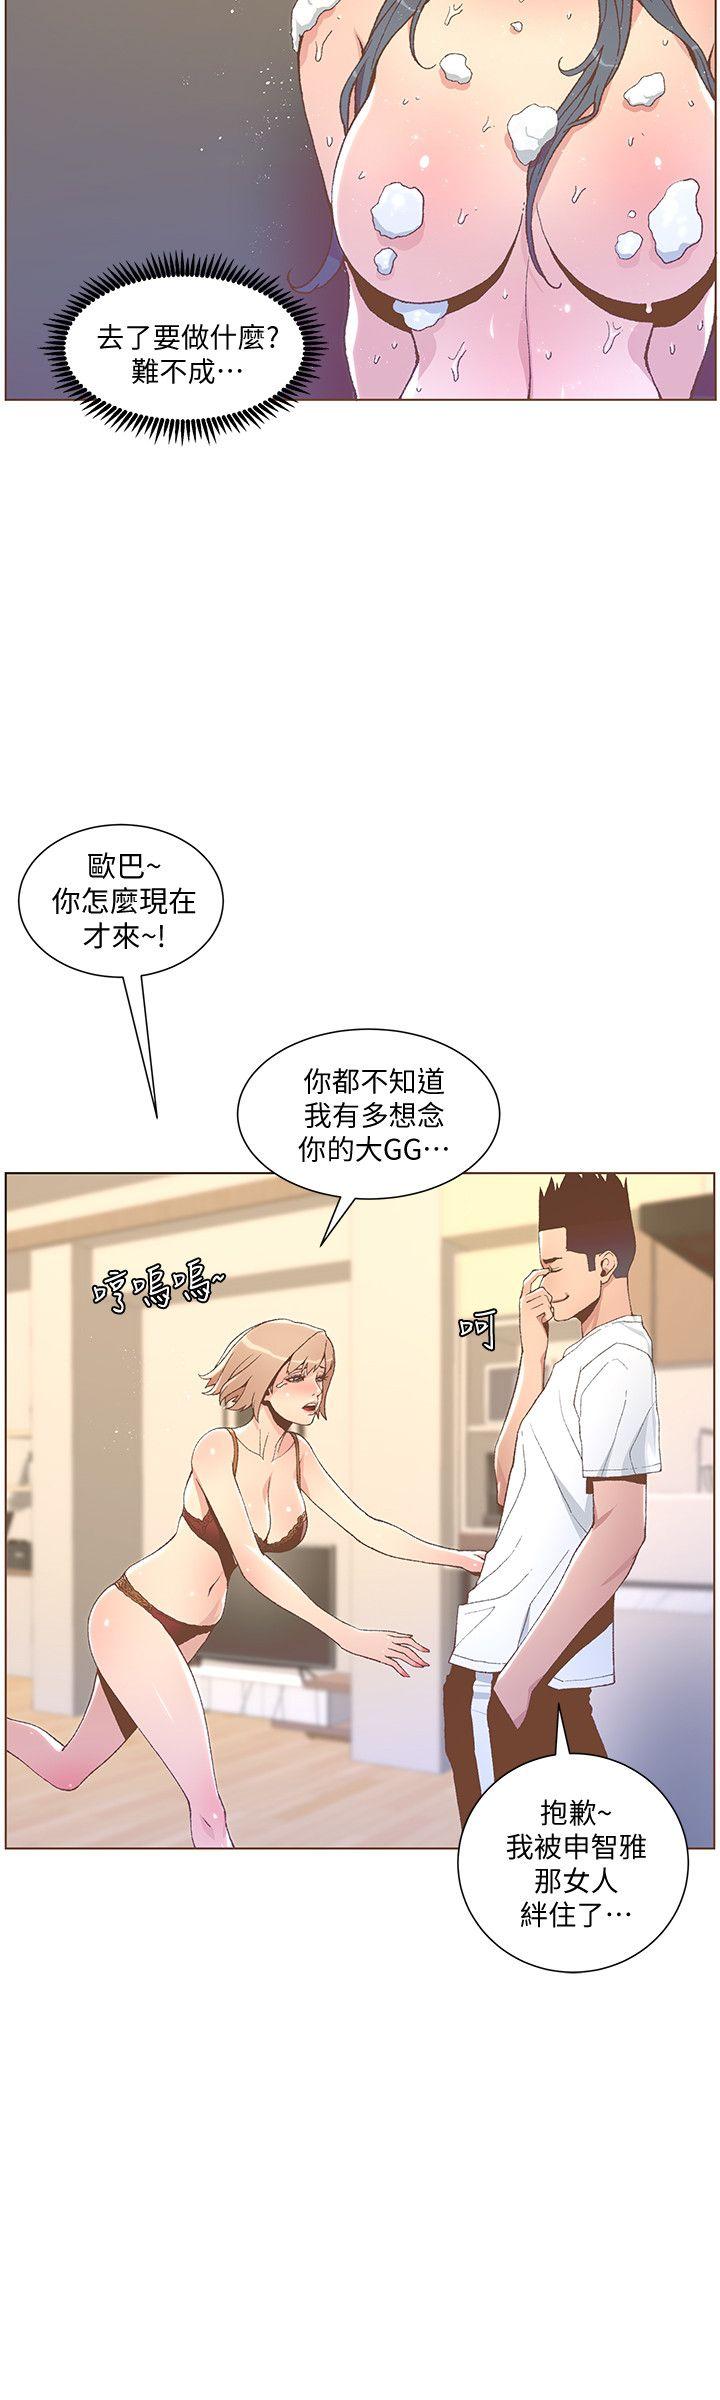 去了要做什麼?
難不成…
歐巴~
你怎麼現在
才來~!
你都不知道
我有多想念
你的大GG…
哼嗚嗚~
呵
抱歉~
我被申智雅
那女人
絆住了…